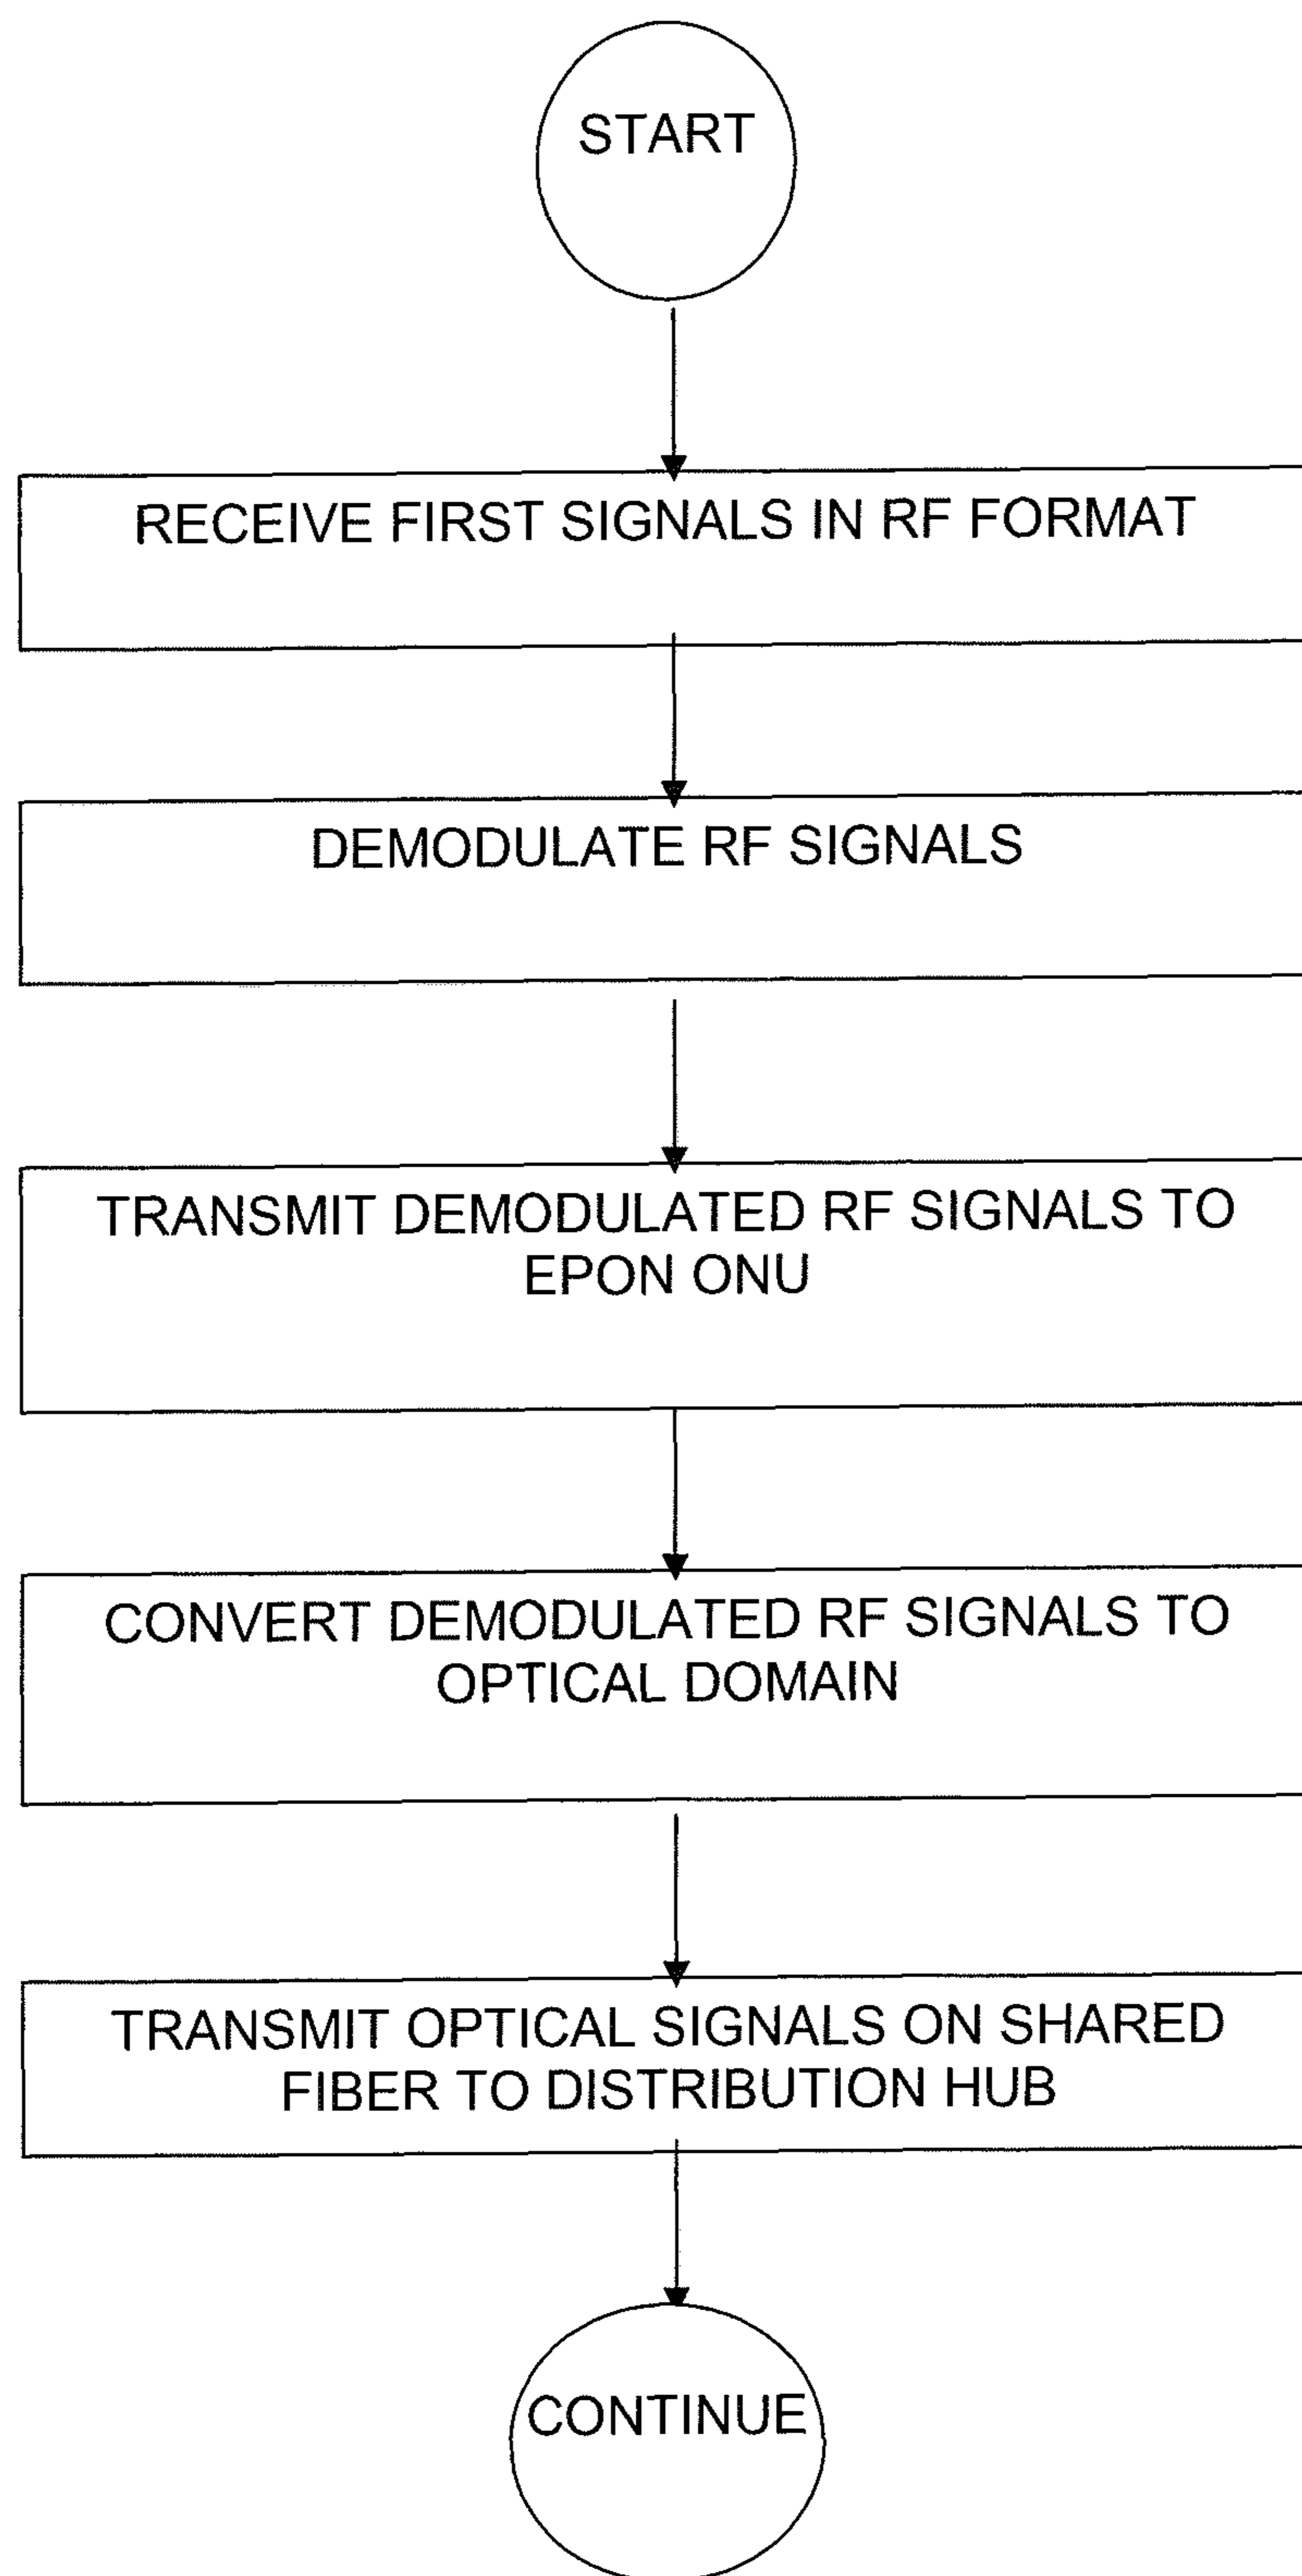 START
RECEIVE FIRST SIGNALS IN RF FORMAT
DEMODULATE RF SIGNALS
TRANSMIT DEMODULATED RF SIGNALS TO
EPON ONU
CONVERT DEMODULATED RF SIGNALS TO
OPTICAL DOMAIN
TRANSMIT OPTICAL SIGNALS ON SHARED
FIBER TO DISTRIBUTION HUB
CONTINUE